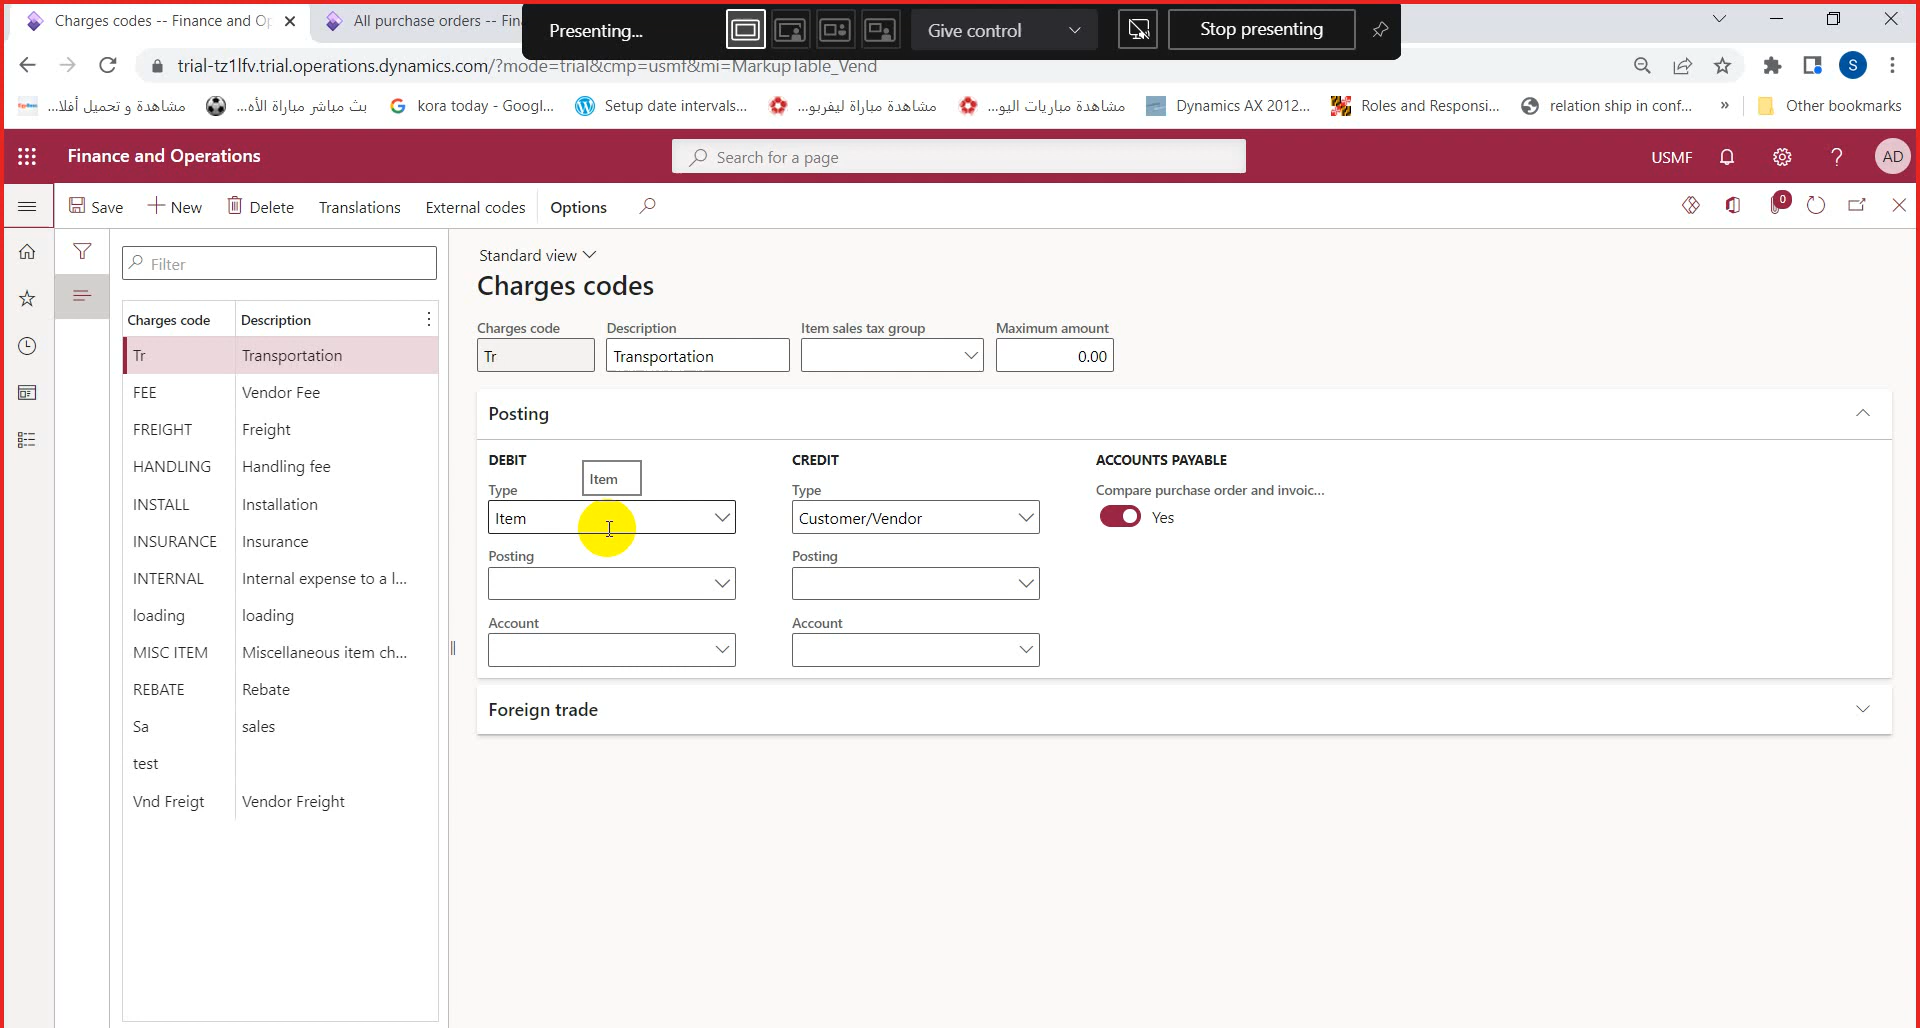 Charges codes -- Finance and Op
All purchase orders -- Fin
Presenting...
Give control
Stop presenting
trial-tz1lfv.trial.operations.dynamics.com/?mode=trial&cmp=usmf&mi=MarkupTable_Vend
S
مشاهدة و تحميل أفلا...
بث مباشر مباراة الأه...
kora today - Googl...
Setup date intervals...
مشاهدة مباراة ليفربو...
مشاهدة مباريات اليو...
Dynamics AX 2012...
Roles and Responsi...
relation ship in conf...
»
Other bookmarks
Finance and Operations
Search for a page
USMF
?
AD
Save
New
Delete
Translations
External codes
Options
0
Filter
Charges code Description
Tr Transportation
FEE Vendor Fee
FREIGHT Freight
HANDLING Handling fee
INSTALL Installation
INSURANCE Insurance
INTERNAL Internal expense to a l...
loading loading
MISC ITEM Miscellaneous item ch...
REBATE Rebate
Sa sales
test
Vnd Freigt Vendor Freight
Standard view
Charges codes
Charges code Description Item sales tax group Maximum amount
Tr Transportation 0.00
Posting
DEBIT CREDIT ACCOUNTS PAYABLE
Item
Type Type Compare purchase order and invoic...
Item Customer/Vendor Yes
Posting Posting
Account Account
Foreign trade